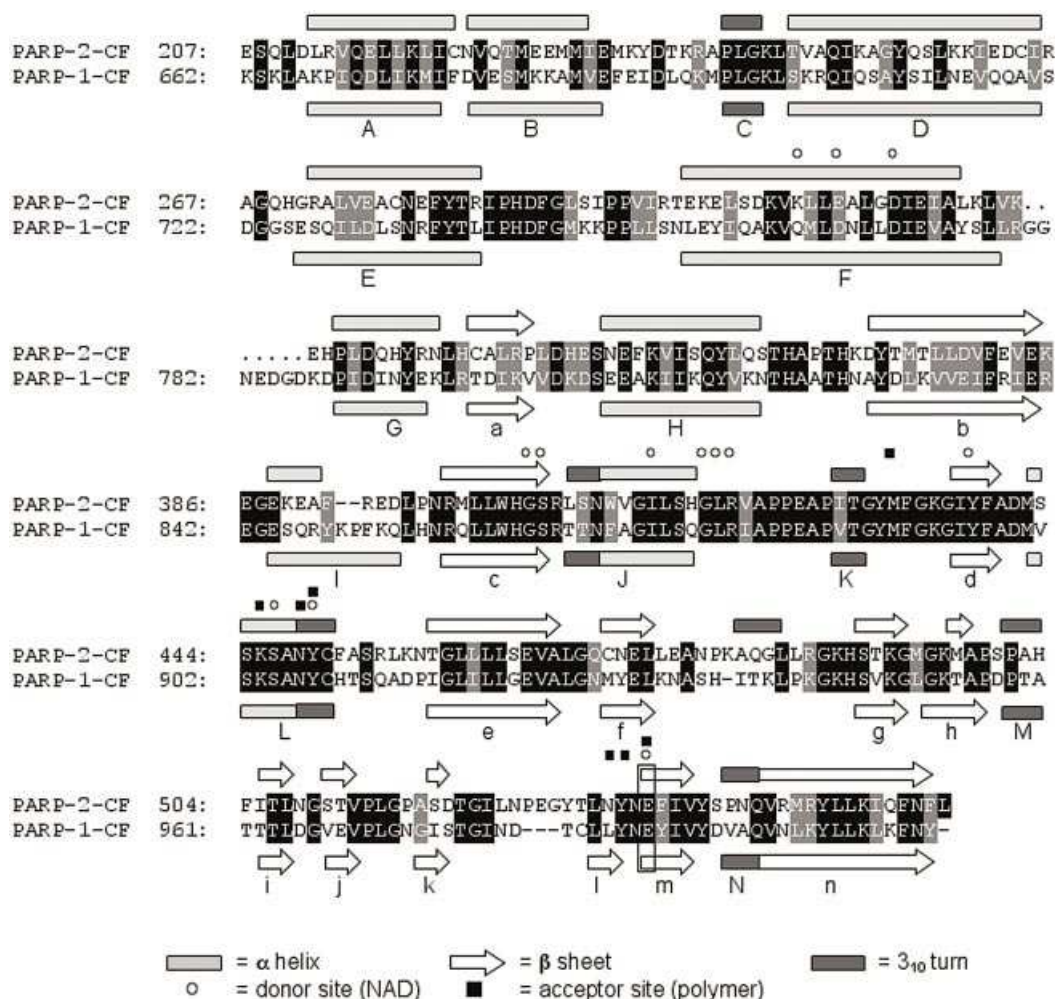 PARP-2-CF 207: ESQLDLRVQELLKLICNVQTMEEMMIEMKYDTKRAPLGKLTVAQIKAGYQSLKKIEDCIR
PARP-1-CF 662: KSKLAKPIQDLIKMIFDVESMKKAMVEFEIDLQKMPLGKLSKRQIQSAYSILNEVQQAVS
A B C D
PARP-2-CF 267: AGQHGRALVEACNEFYTRIPHDFGLSIPPVIRTEKELSDKVKLLEALGDIEIALKLVK..
PARP-1-CF 722: DGGSESQILDLSNRFYTLIPHDFGMKKPPLLSNLEYIQAKVQMLDNLLDIEVAYSLLRGG
E F
PARP-2-CF .....EHPLDQHYRNLHCALRPLDHESNEFKVISQYLQSTHAPTHKDYTMTLLDVFEVEK
PARP-1-CF 782: NEDGDKDPIDINYEKLRTDIKVVDKDSEEAKIIKQYVKNTHAATHNAYDLKVVEIFRIER
G a H b
PARP-2-CF 386: EGEKEAF--REDLPNRMLLWHGSRLSNWVGILSHGLRVAPPEAPITGYMFGKGIYFADMS
PARP-1-CF 842: EGESQRYKPFKQLHNRQLLWHGSRTTNFAGILSQGLRIAPPEAPVTGYMFGKGIYFADMV
I c J K d
PARP-2-CF 444: SKSANYCFASRLKNTGLLLLSEVALGQCNELLEANPKAQGLLRGKHSTKGMGKMAPSPAH
PARP-1-CF 902: SKSANYCHTSQADPIGLILLGEVALGNMYELKNASH-ITKLPKGKHSVKGLGKTAPDPTA
L e f g h M
PARP-2-CF 504: FITLNGSTVPLGPASDTGILNPEGYTLNYNEFIVYSPNQVRMRYLLKIQFNFL
PARP-1-CF 961: TTTLDGVEVPLGNGISTGIND---TCLLYNEYIVYDVAQVNLKYLLKLKFNY-
i j k l m N n
= α helix = β sheet = 3₁₀ turn
= donor site (NAD) = acceptor site (polymer)